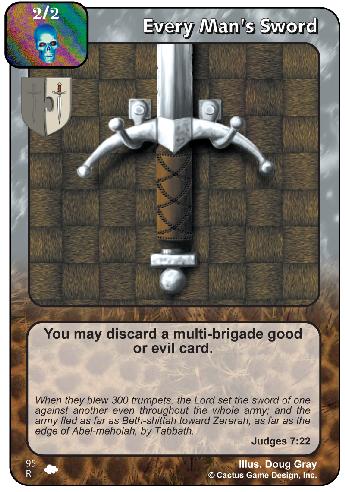 2/2
Every Man's Sword
You may discard a multi-brigade good
or evil card.
When they blew 300 trumpets, the Lord set the sword of one
against another even throughout the whole army; and the
army fled as far as Beth-shittah toward Zererah, as far as the
edge of Abel-meholah, by Tabbath.
Judges 7:22
95
R
Illus. Doug Gray
© Cactus Game Design, Inc.